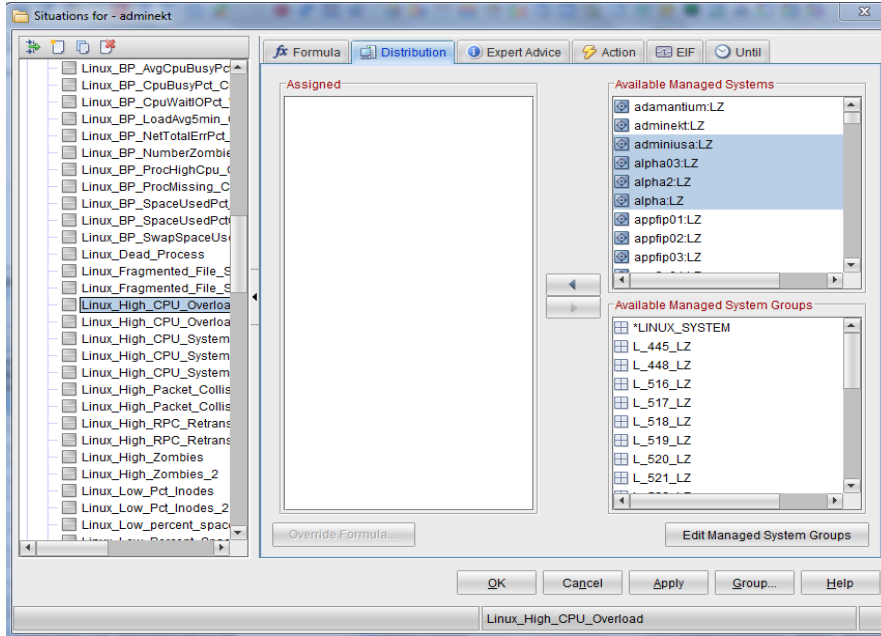 Situations for - adminekt
Linux_BP_AvgCpuBusyPc
Linux_BP_CpuBusyPct_C
Linux_BP_CpuWaitIOPct_
Linux_BP_LoadAvg5min_
Linux_BP_NetTotalErrPct_
Linux_BP_NumberZombie
Linux_BP_ProcHighCpu_
Linux_BP_ProcMissing_C
Linux_BP_SpaceUsedPct
Linux_BP_SpaceUsedPct
Linux_BP_SwapSpaceUs
Linux_Dead_Process
Linux_Fragmented_File_S
Linux_Fragmented_File_S
Linux_High_CPU_Overloa
Linux_High_CPU_Overloa
Linux_High_CPU_System
Linux_High_CPU_System
Linux_High_CPU_System
Linux_High_Packet_Collis
Linux_High_Packet_Collis
Linux_High_RPC_Retrans
Linux_High_RPC_Retrans
Linux_High_Zombies
Linux_High_Zombies_2
Linux_Low_Pct_Inodes
Linux_Low_Pct_Inodes_2
Linux_Low_percent_spac
fx Formula Distribution Expert Advice Action EIF Until
Assigned
Override Formula...
Available Managed Systems
adamantium:LZ
adminekt:LZ
adminiusa:LZ
alpha03:LZ
alpha2:LZ
alpha:LZ
appfip01:LZ
appfip02:LZ
appfip03:LZ
Available Managed System Groups
*LINUX_SYSTEM
L_445_LZ
L_448_LZ
L_516_LZ
L_517_LZ
L_518_LZ
L_519_LZ
L_520_LZ
L_521_LZ
Edit Managed System Groups
OK Cancel Apply Group... Help
Linux_High_CPU_Overload